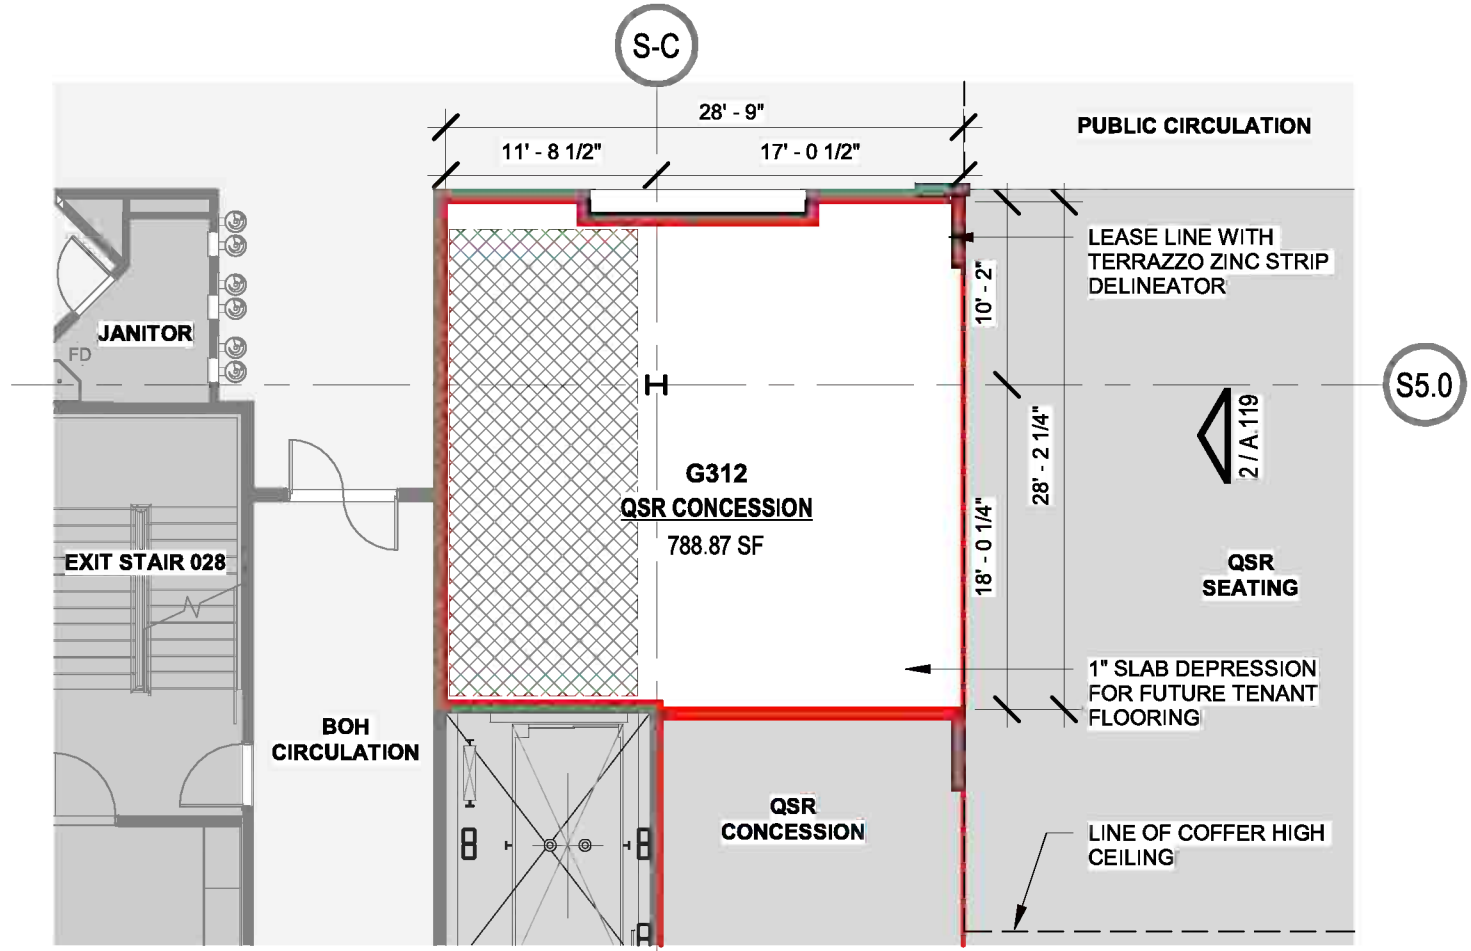 S-C
28' - 9"
PUBLIC CIRCULATION
11' - 8 1/2"
17' - 0 1/2"
LEASE LINE WITH
TERRAZZO ZINC STRIP
DELINEATOR
10' - 2"
JANITOR
FD
S5.0
2 / A.119
28' - 2 1/4"
G312
QSR CONCESSION
788.87 SF
18' - 0 1/4"
EXIT STAIR 028
QSR
SEATING
1" SLAB DEPRESSION
FOR FUTURE TENANT
FLOORING
BOH
CIRCULATION
QSR
CONCESSION
LINE OF COFFER HIGH
CEILING